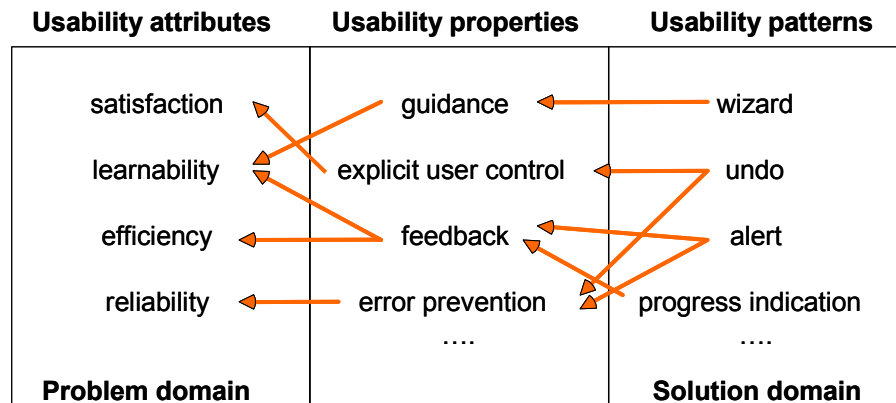 Usability attributes Usability properties Usability patterns
satisfaction guidance wizard
learnability explicit user control undo
efficiency feedback alert
reliability error prevention progress indication
.... ....
Problem domain Solution domain